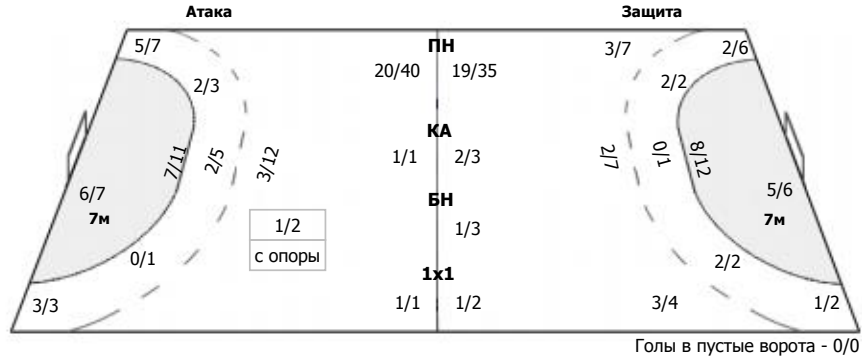 Атака Защита
5/7 ПН 3/7 2/6
20/40 19/35
2/3 2/2
КА
7/11 2/5 3/12 1/1 2/3 2/7 0/1 8/12
6/7 БН 5/6
7м 7м
1/2 1/3
с опоры
0/1 2/2
1х1
3/3 1/1 1/2 3/4 1/2
Голы в пустые ворота - 0/0